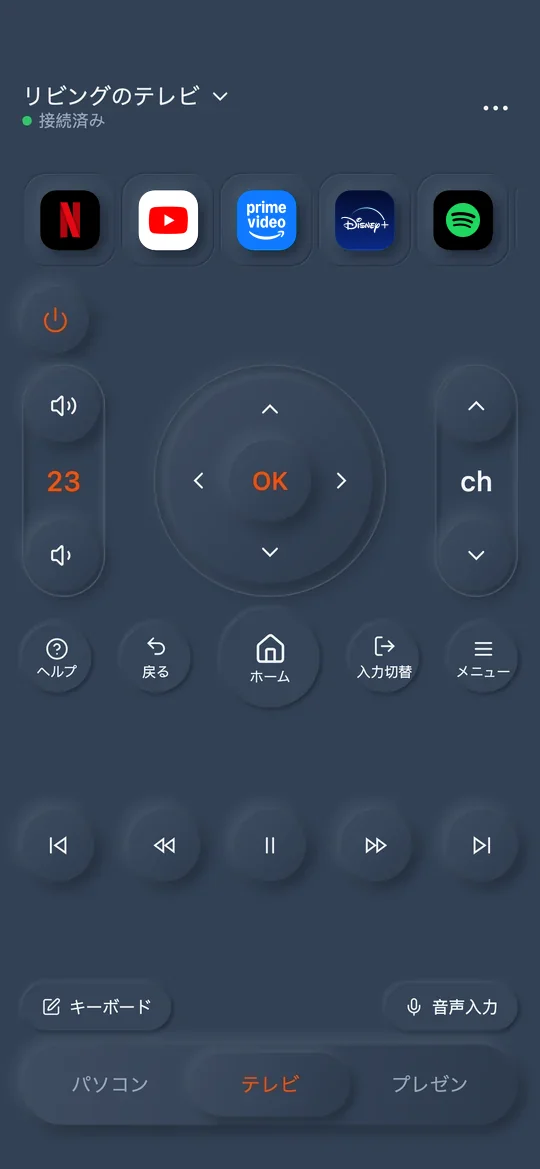 リビングのテレビ
接続済み
N
prime video
Disney+
23
OK
ch
ヘルプ
戻る
ホーム
入力切替
メニュー
キーボード
音声入力
パソコン
テレビ
プレゼン